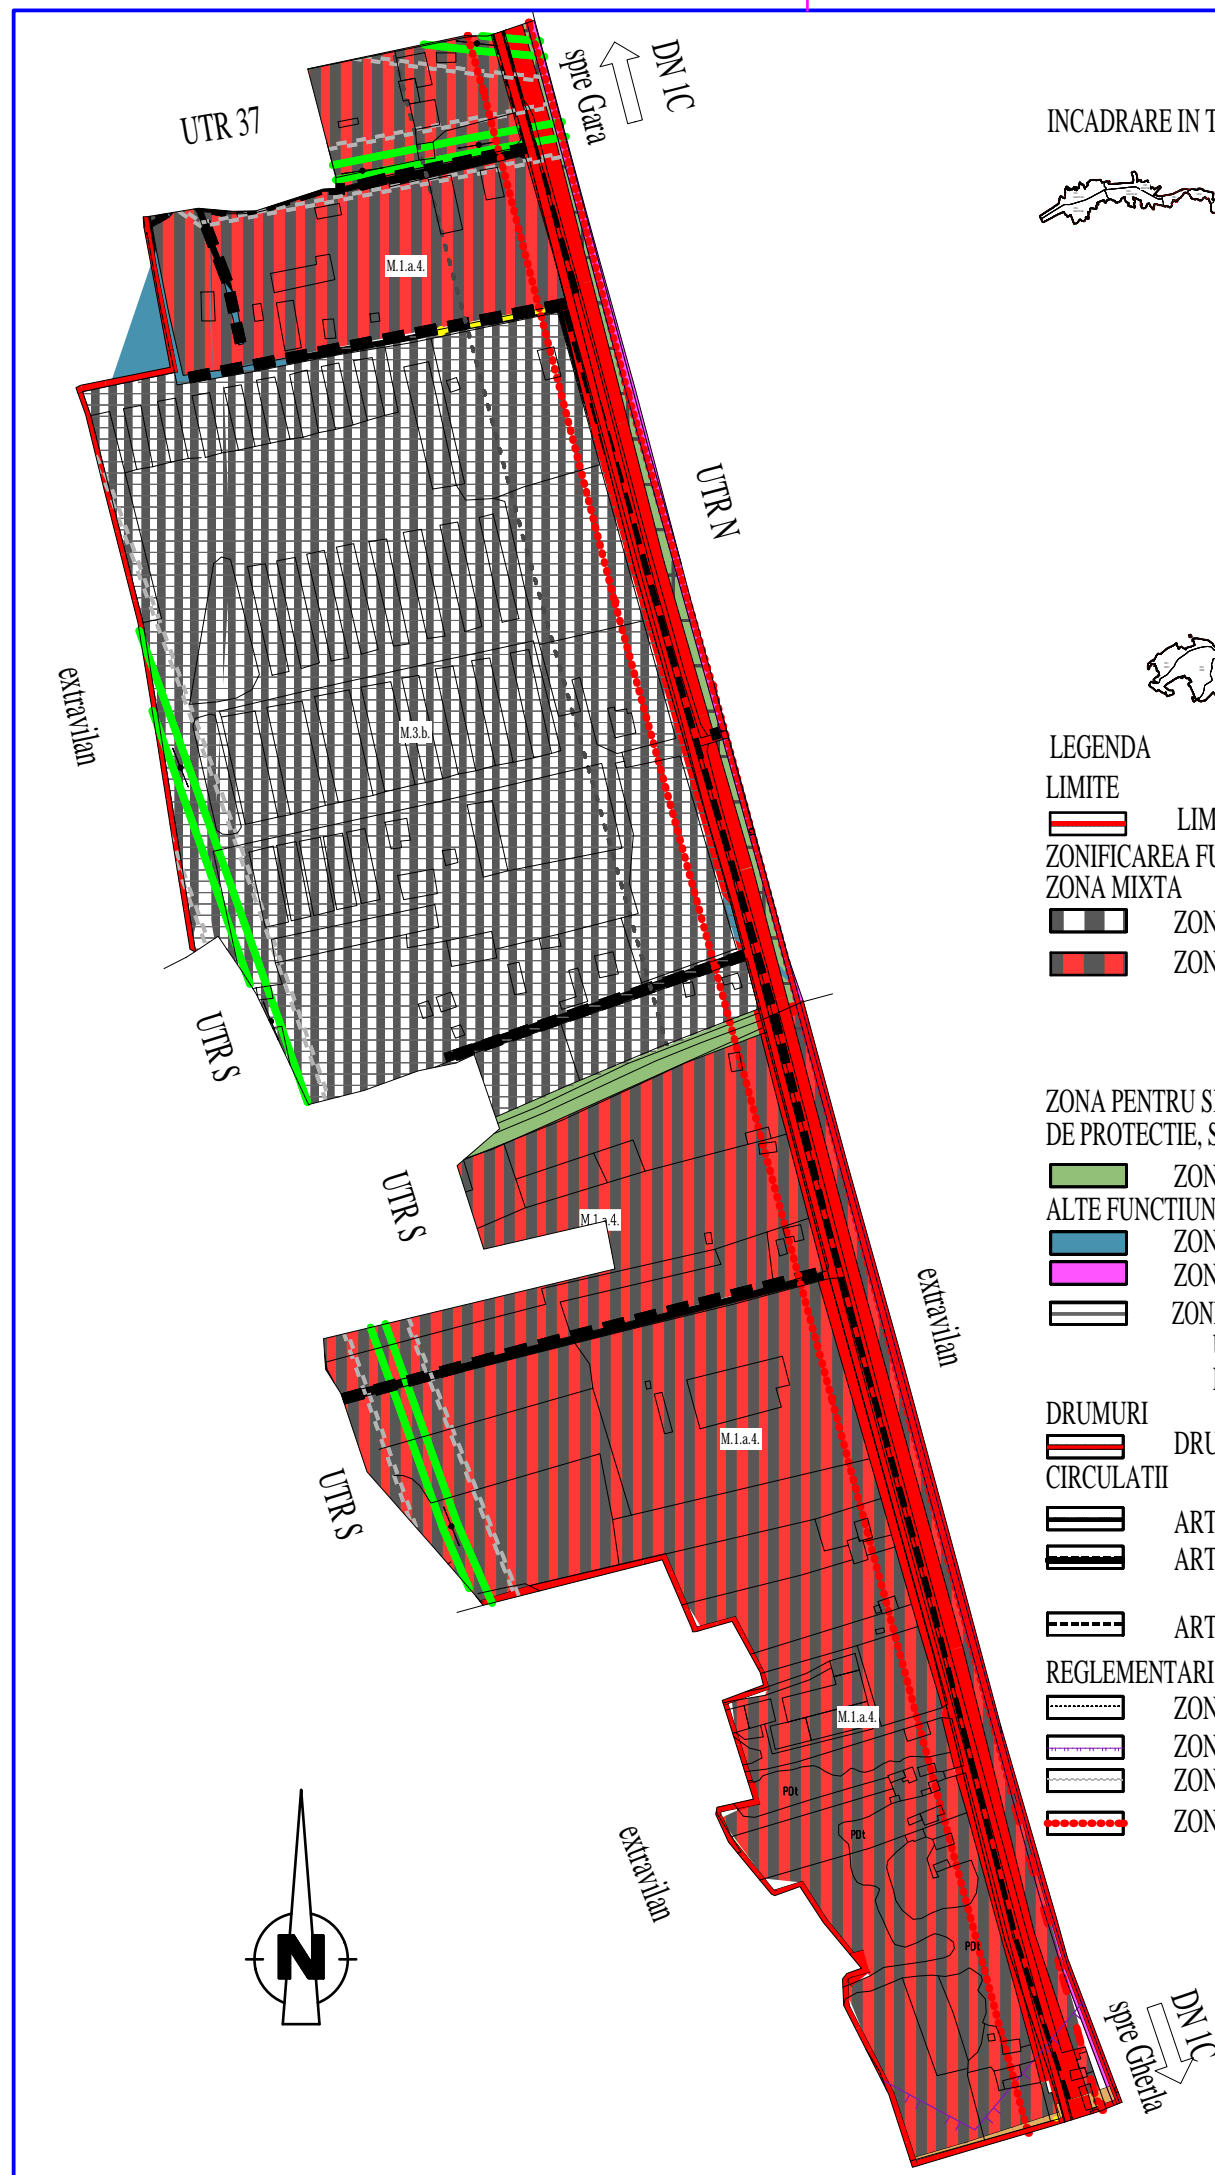 DN 1C
spre Gara
UTR 37
INCADRARE IN T
M.1.a.4.
UTR N
extravilan
M.3.b.
LEGENDA
LIMITE
LIM
ZONIFICAREA FU
ZONA MIXTA
ZON
ZON
UTR S
ZONA PENTRU S
DE PROTECTIE, S
ZON
UTR S
M.1.a.4.
ALTE FUNCTIUN
ZON
ZON
ZON
extravilan
DRUMURI
DRU
M.1.a.4.
CIRCULATII
UTR S
ART
ART
ART
REGLEMENTARI
ZON
M.1.a.4.
ZON
ZON
PDt
ZON
PDt
extravilan
PDt
N
DN 1C
spre Gherla